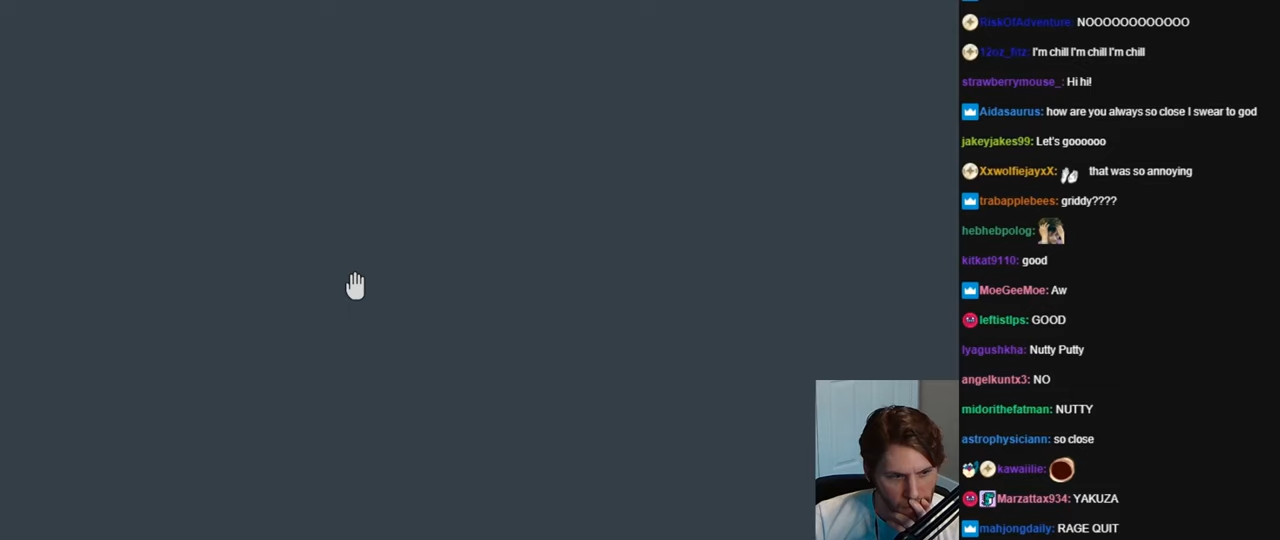 RiskOfAdventure: NOOOOOOOOOOOO
12oz_fitz: I'm chill I'm chill I'm chill
strawberrymouse_: Hi hi!
Aidasaurus: how are you always so close I swear to god
jakeyjakes99: Let's goooooo
XxwolfiejayxX: that was so annoying
trabapplebees: griddy????
hebhebpolog:
kitkat9110: good
MoeGeeMoe: Aw
leftistlps: GOOD
lyagushkha: Nutty Putty
angelkuntx3: NO
midorithefatman: NUTTY
astrophysiciann: so close
kawaiilie:
Marzattax934: YAKUZA
mahjongdaily: RAGE QUIT